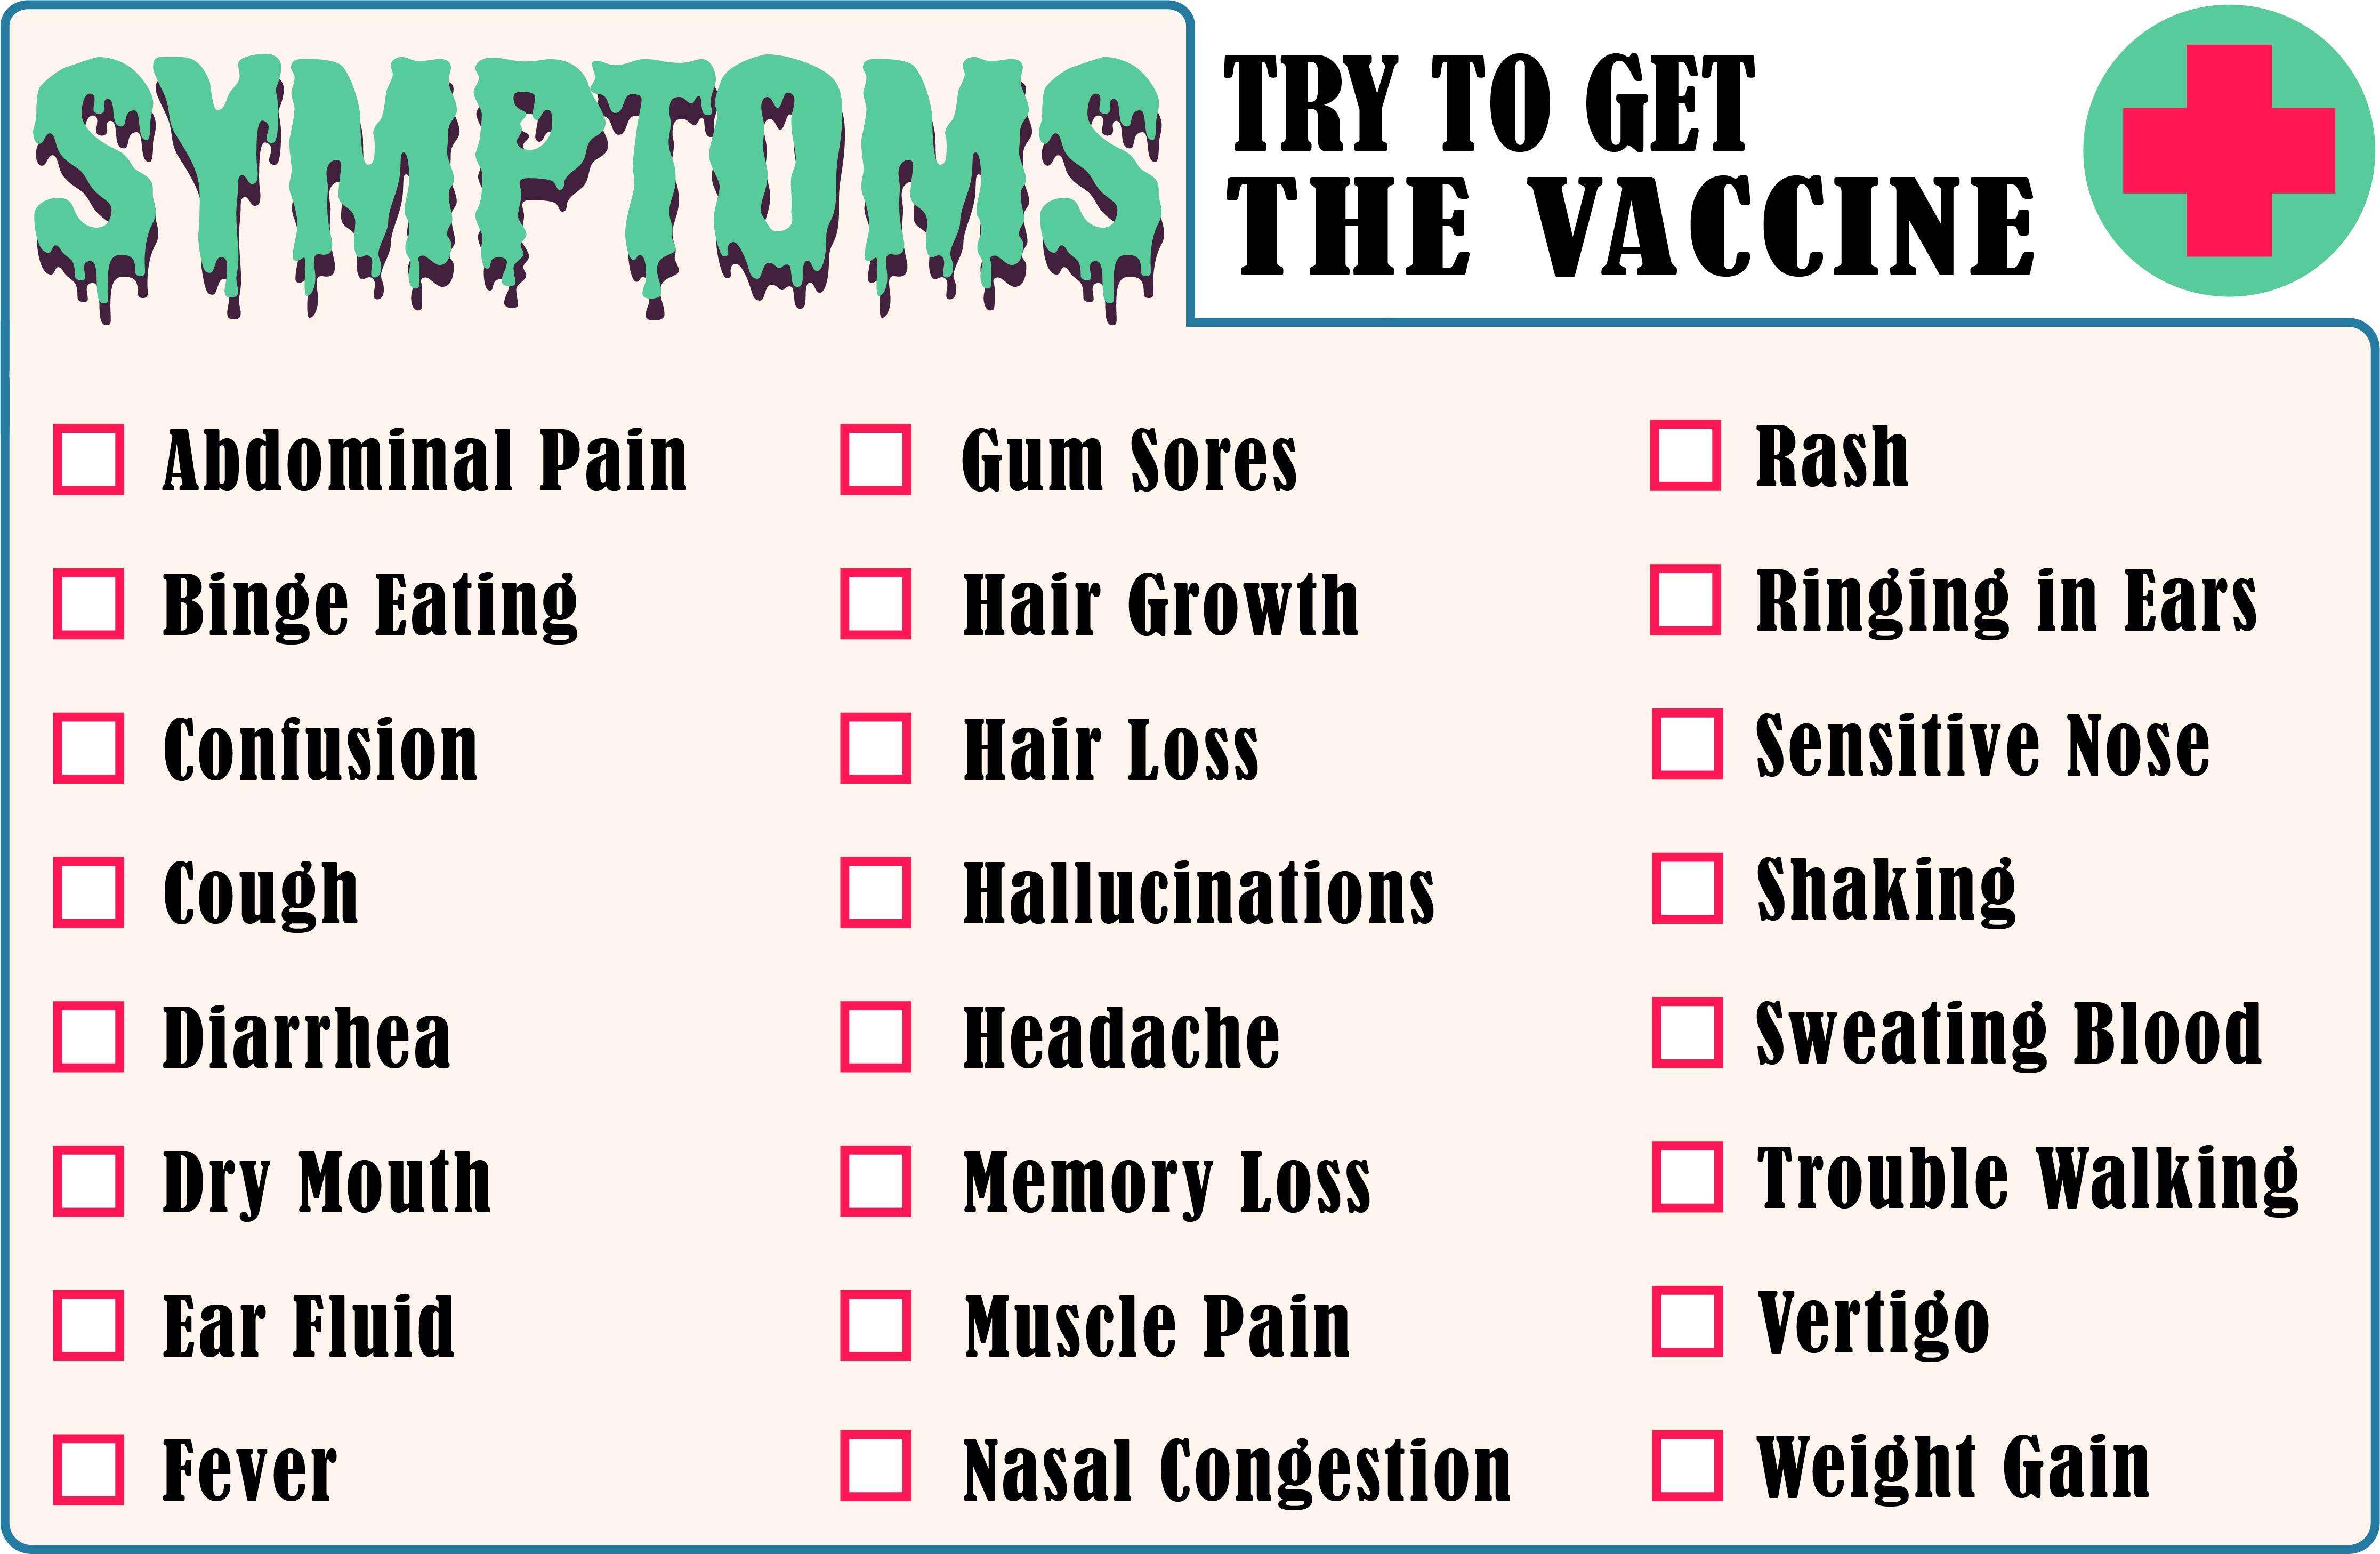 SYMPTOMS
TRY TO GET
THE VACCINE
Abdominal Pain
Binge Eating
Confusion
Cough
Diarrhea
Dry Mouth
Ear Fluid
Fever
Gum Sores
Hair Growth
Hair Loss
Hallucinations
Headache
Memory Loss
Muscle Pain
Nasal Congestion
Rash
Ringing in Ears
Sensitive Nose
Shaking
Sweating Blood
Trouble Walking
Vertigo
Weight Gain